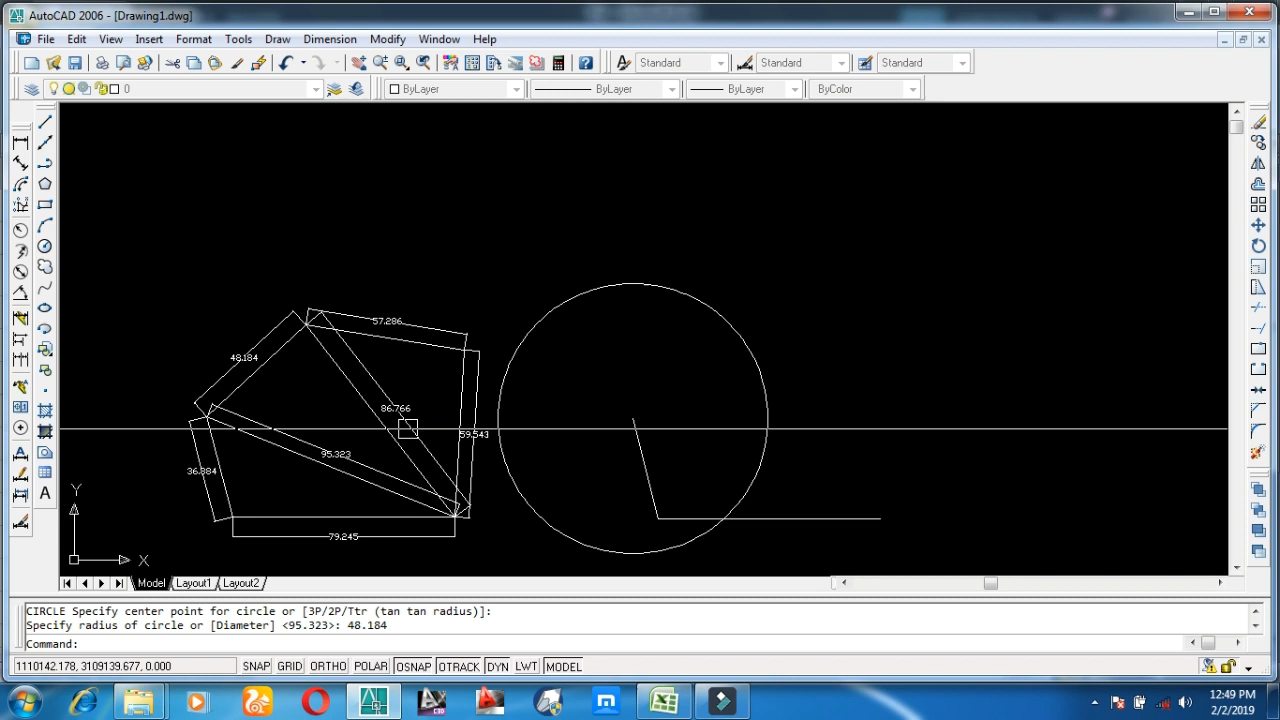 AutoCAD 2006 - [Drawing1.dwg]
File Edit View Insert Format Tools Draw Dimension Modify Window Help
Standard Standard Standard
0 ByLayer ByLayer ByLayer ByColor
57.286
48.184
86.766
59.543
95.323
36.384
79.245
Y
X
A
Model Layout1 Layout2
CIRCLE Specify center point for circle or [3P/2P/Ttr (tan tan radius)]:
Specify radius of circle or [Diameter] <95.323>: 48.184
Command:
1110142.178, 3109139.677, 0.000 SNAP GRID ORTHO POLAR OSNAP OTRACK DYN LWT MODEL
12:49 PM
2/2/2019